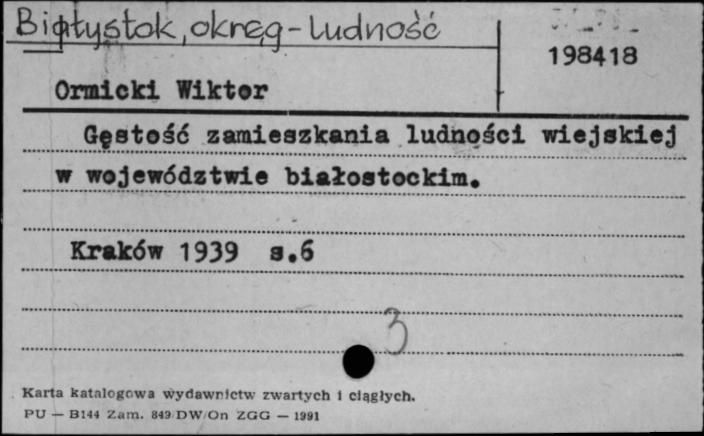 Białystok, okręg - ludność
198418
Ormicki Wiktor
Gęstość zamieszkania ludności wiejskiej
w województwie białostockim.
Kraków 1939 s.6
3
Karta katalogowa wydawnictw zwartych i ciągłych.
PU — B144 Zam. 849/DW/On ZGG — 1991